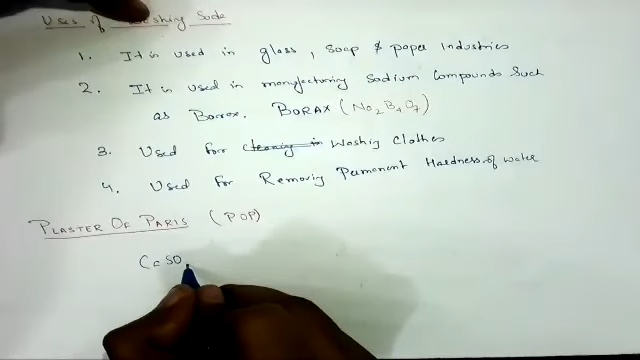 Uses of Washing Soda
1. It is used in glass, soap & paper Industries
2. It is used in manufacturing Sodium Compounds Such
as Borax. BORAX (Na2B4O7)
3. Used for cleaning in Washing Clothes
4. Used for Removing Permanent Hardness of water
PLASTER OF PARIS (POP)
CaSO